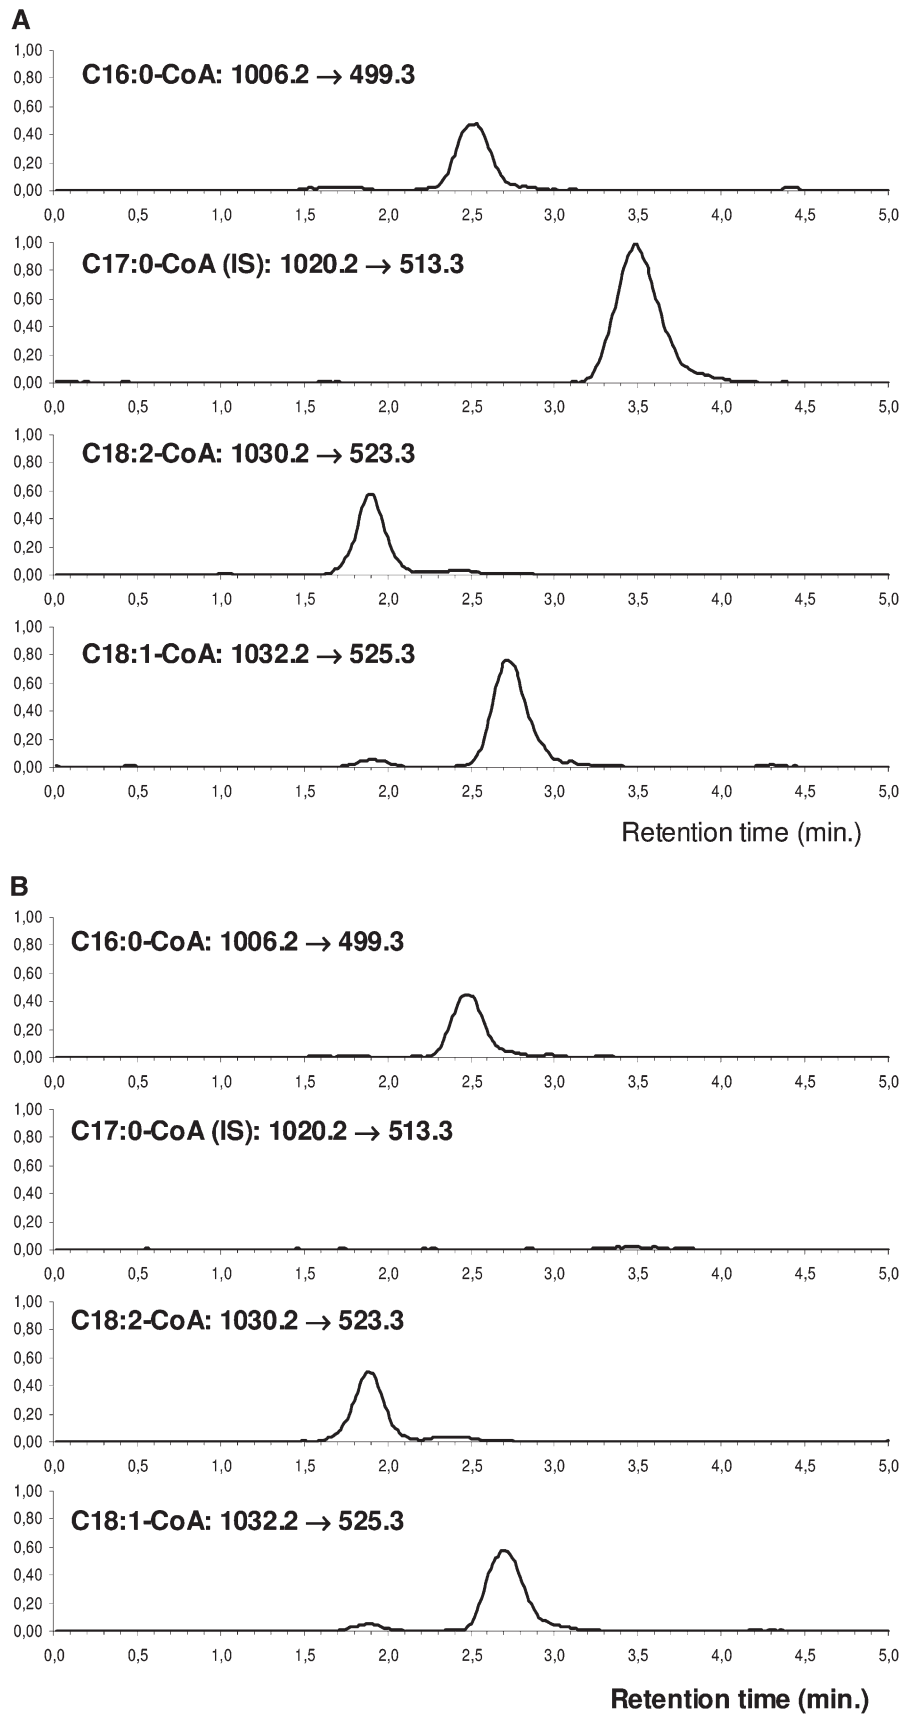 A
1,00
C16:0-CoA: 1006.2 → 499.3
0,80
0,60
0,40
0,20
0,00
0,0 0,5 1,0 1,5 2,0 2,5 3,0 3,5 4,0 4,5 5,0
1,00
C17:0-CoA (IS): 1020.2 → 513.3
0,80
0,60
0,40
0,20
0,00
0,0 0,5 1,0 1,5 2,0 2,5 3,0 3,5 4,0 4,5 5,0
1,00
C18:2-CoA: 1030.2 → 523.3
0,80
0,60
0,40
0,20
0,00
0,0 0,5 1,0 1,5 2,0 2,5 3,0 3,5 4,0 4,5 5,0
1,00
C18:1-CoA: 1032.2 → 525.3
0,80
0,60
0,40
0,20
0,00
0,0 0,5 1,0 1,5 2,0 2,5 3,0 3,5 4,0 4,5 5,0
Retention time (min.)
B
1,00
C16:0-CoA: 1006.2 → 499.3
0,80
0,60
0,40
0,20
0,00
0,0 0,5 1,0 1,5 2,0 2,5 3,0 3,5 4,0 4,5 5,0
1,00
C17:0-CoA (IS): 1020.2 → 513.3
0,80
0,60
0,40
0,20
0,00
0,0 0,5 1,0 1,5 2,0 2,5 3,0 3,5 4,0 4,5 5,0
1,00
C18:2-CoA: 1030.2 → 523.3
0,80
0,60
0,40
0,20
0,00
0,0 0,5 1,0 1,5 2,0 2,5 3,0 3,5 4,0 4,5 5,0
1,00
C18:1-CoA: 1032.2 → 525.3
0,80
0,60
0,40
0,20
0,00
0,0 0,5 1,0 1,5 2,0 2,5 3,0 3,5 4,0 4,5 5,0
Retention time (min.)